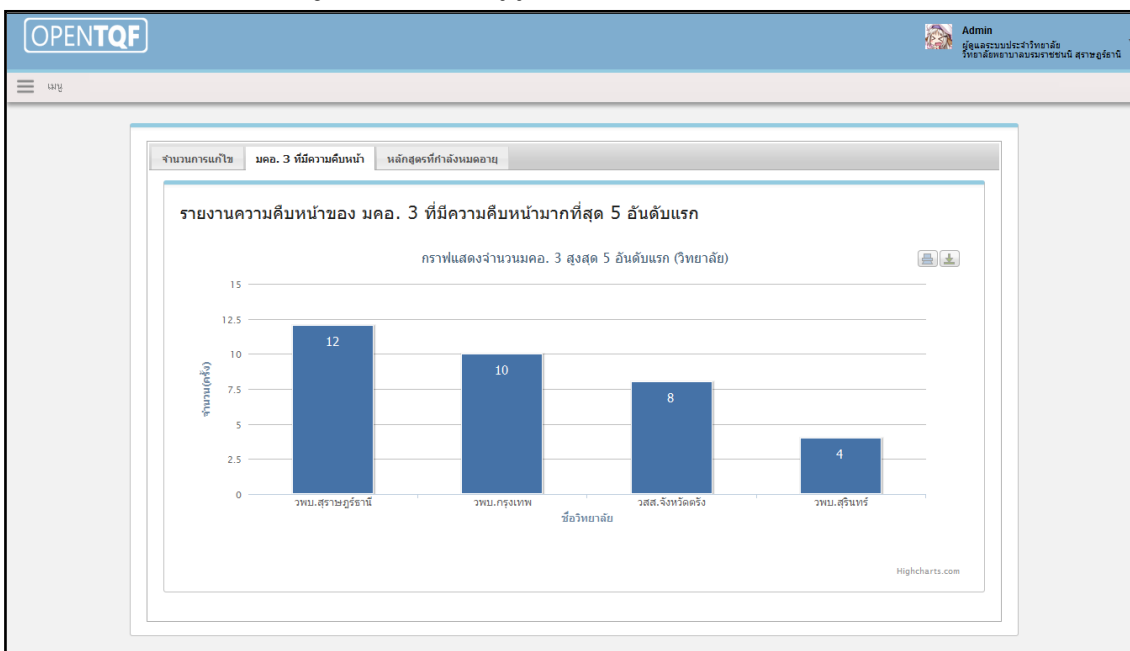 OPENTQF
Admin
ผู้ดูแลระบบประจำวิทยาลัย
วิทยาลัยพยาบาลบรมราชชนนี สุราษฎร์ธานี
เมนู
จำนวนการแก้ไข มคอ. 3 ที่มีความคืบหน้า หลักสูตรที่กำลังหมดอายุ
รายงานความคืบหน้าของ มคอ. 3 ที่มีความคืบหน้ามากที่สุด 5 อันดับแรก
กราฟแสดงจำนวนมคอ. 3 สูงสุด 5 อันดับแรก (วิทยาลัย)
15
12.5
10
7.5
5
2.5
0
จำนวน(ครั้ง)
12
10
8
4
วพบ.สุราษฎร์ธานี วพบ.กรุงเทพ วสส.จังหวัดตรัง วพบ.สุรินทร์
ชื่อวิทยาลัย
Highcharts.com